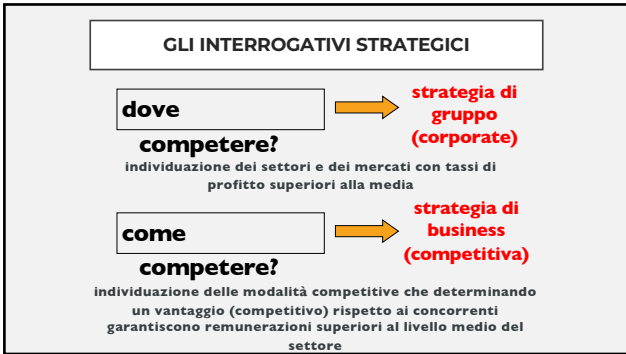 GLI INTERROGATIVI STRATEGICI
dove
competere?
strategia di
gruppo
(corporate)
individuazione dei settori e dei mercati con tassi di
profitto superiori alla media
come
competere?
strategia di
business
(competitiva)
individuazione delle modalità competitive che determinando
un vantaggio (competitivo) rispetto ai concorrenti
garantiscono remunerazioni superiori al livello medio del
settore